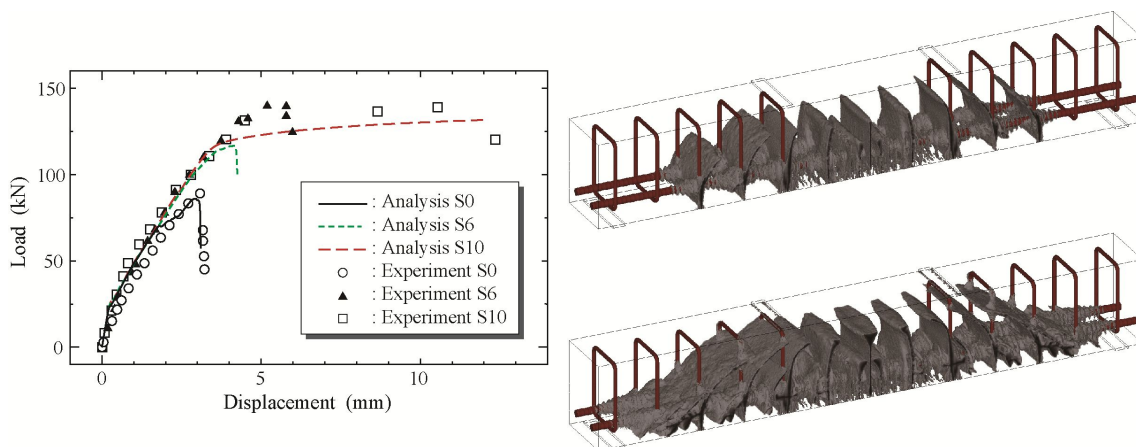 150
100
50
0
Load (kN)
: Analysis S0
: Analysis S6
: Analysis S10
: Experiment S0
: Experiment S6
: Experiment S10
0 5 10
Displacement (mm)